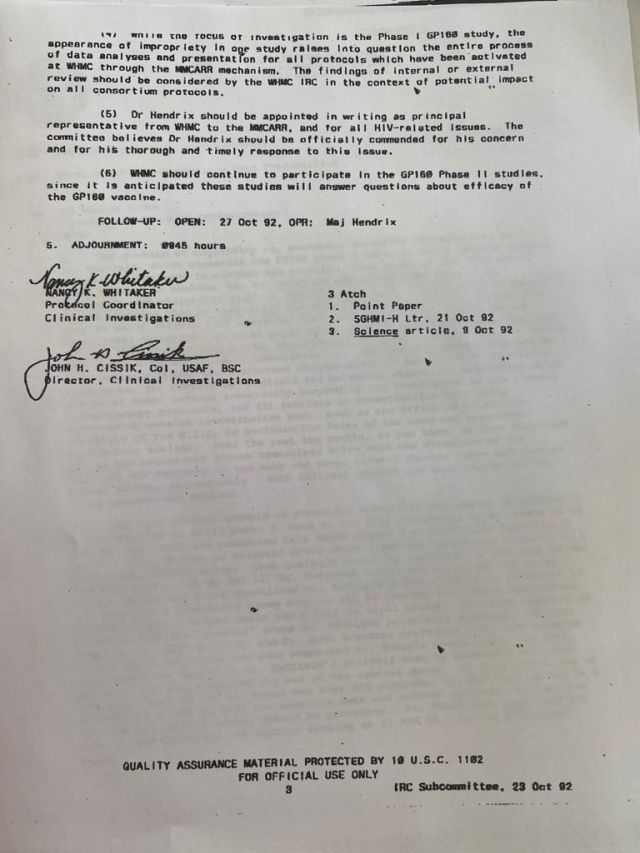 (4) While the focus of investigation is the Phase I GP160 study, the
appearance of impropriety in one study raises into question the entire process
of data analyses and presentation for all protocols which have been activated
at WHMC through the MMCARR mechanism. The findings of internal or external
review should be considered by the WHMC IRC in the context of potential impact
on all consortium protocols.
(5) Dr Hendrix should be appointed in writing as principal
representative from WHMC to the MMCARR, and for all HIV-related issues. The
committee believes Dr Hendrix should be officially commended for his concern
and for his thorough and timely response to this issue.
(6) WHMC should continue to participate in the GP160 Phase II studies,
since it is anticipated these studies will answer questions about efficacy of
the GP160 vaccine.
FOLLOW-UP: OPEN: 27 Oct 92, OPR: Maj Hendrix
5. ADJOURNMENT: 0945 hours
Nancy K. Whitaker
NANCY K. WHITAKER
Protocol Coordinator
Clinical Investigations
3 Atch
1. Point Paper
2. SGHMI-H Ltr, 21 Oct 92
3. Science article, 9 Oct 92
John H. Cissik
JOHN H. CISSIK, Col, USAF, BSC
Director, Clinical Investigations
QUALITY ASSURANCE MATERIAL PROTECTED BY 10 U.S.C. 1102
FOR OFFICIAL USE ONLY
3
IRC Subcommittee, 23 Oct 92